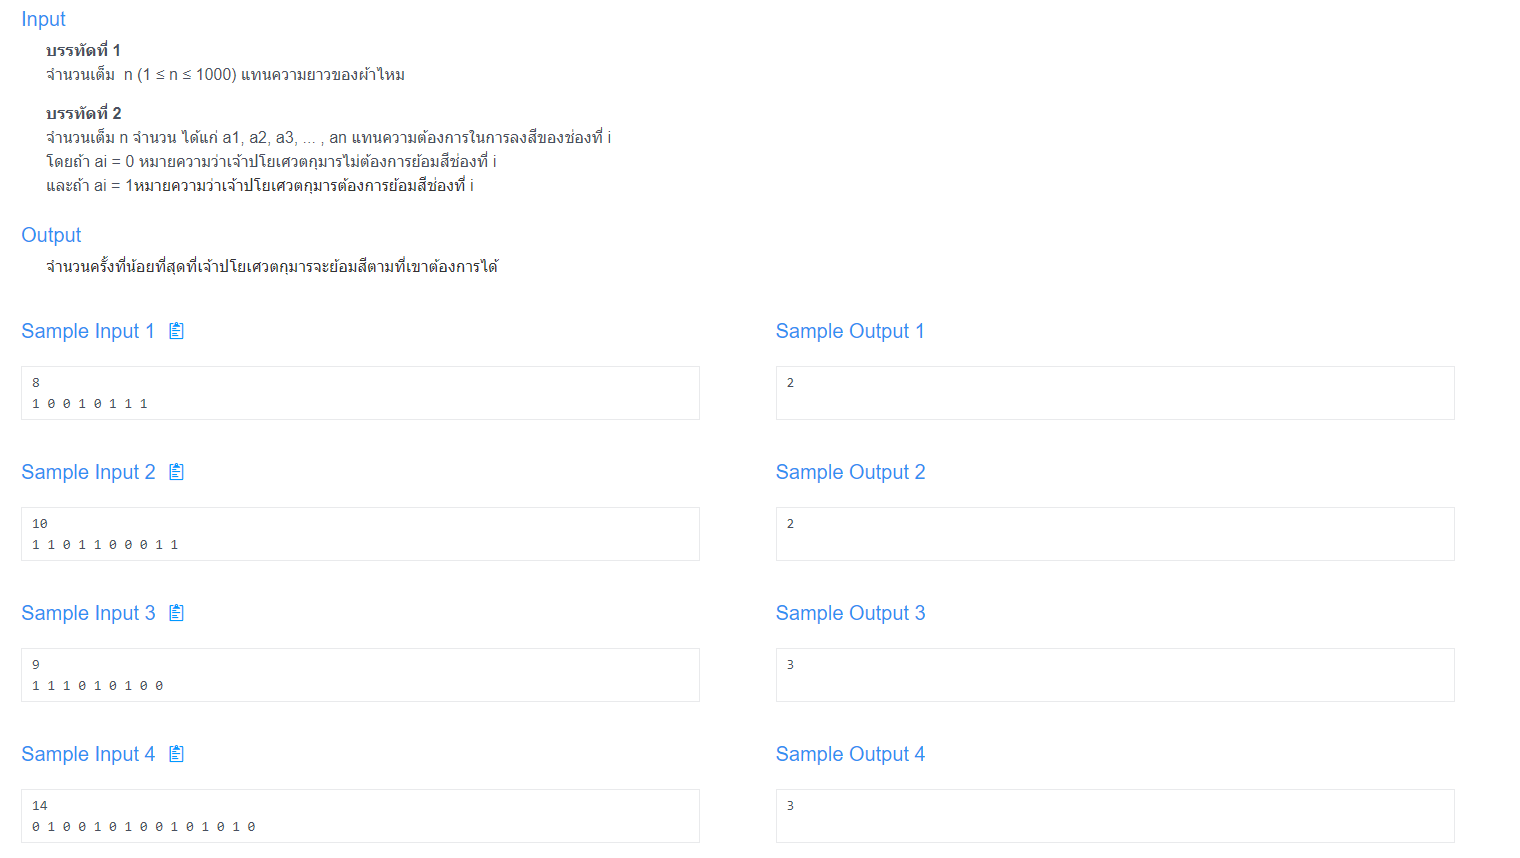 Input
บรรทัดที่ 1
จำนวนเต็ม n (1 ≤ n ≤ 1000) แทนความยาวของผ้าไหม
บรรทัดที่ 2
จำนวนเต็ม n จำนวน ได้แก่ a1, a2, a3, ... , an แทนความต้องการในการลงสีของช่องที่ i
โดยถ้า ai = 0 หมายความว่าเจ้าปโยเศวตกุมารไม่ต้องการย้อมสีช่องที่ i
และถ้า ai = 1หมายความว่าเจ้าปโยเศวตกุมารต้องการย้อมสีช่องที่ i
Output
จำนวนครั้งที่น้อยที่สุดที่เจ้าปโยเศวตกุมารจะย้อมสีตามที่เขาต้องการได้
Sample Input 1
Sample Output 1
8
1 0 0 1 0 1 1 1
2
Sample Input 2
Sample Output 2
10
1 1 0 1 1 0 0 0 1 1
2
Sample Input 3
Sample Output 3
9
1 1 1 0 1 0 1 0 0
3
Sample Input 4
Sample Output 4
14
0 1 0 0 1 0 1 0 0 1 0 1 0 1 0
3